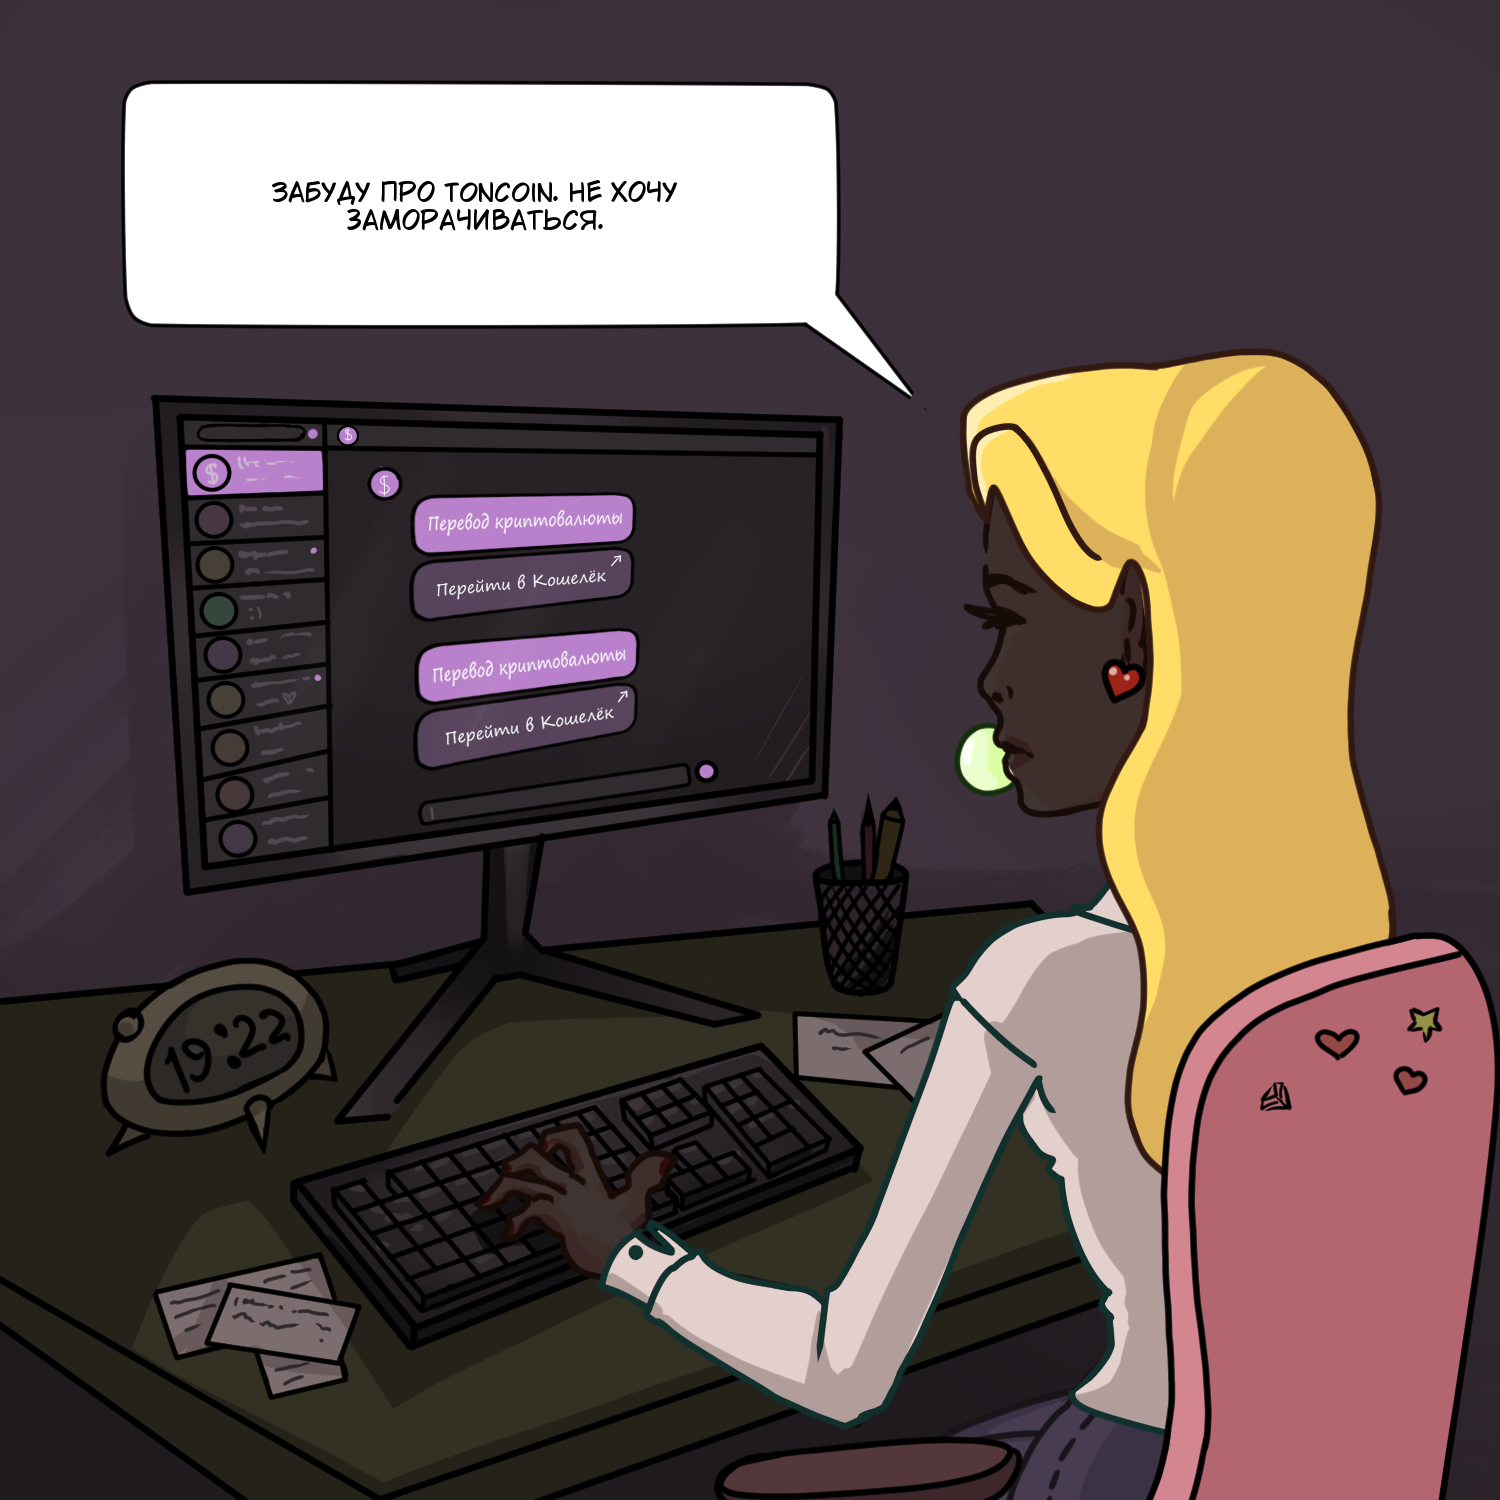 ЗАБУДУ ПРО TONCOIN. НЕ ХОЧУ
ЗАМОРАЧИВАТЬСЯ.
$
$
$
Перевод криптовалюты
Перейти в Кошелёк
:)
Перевод криптовалюты
Перейти в Кошелёк
19:22